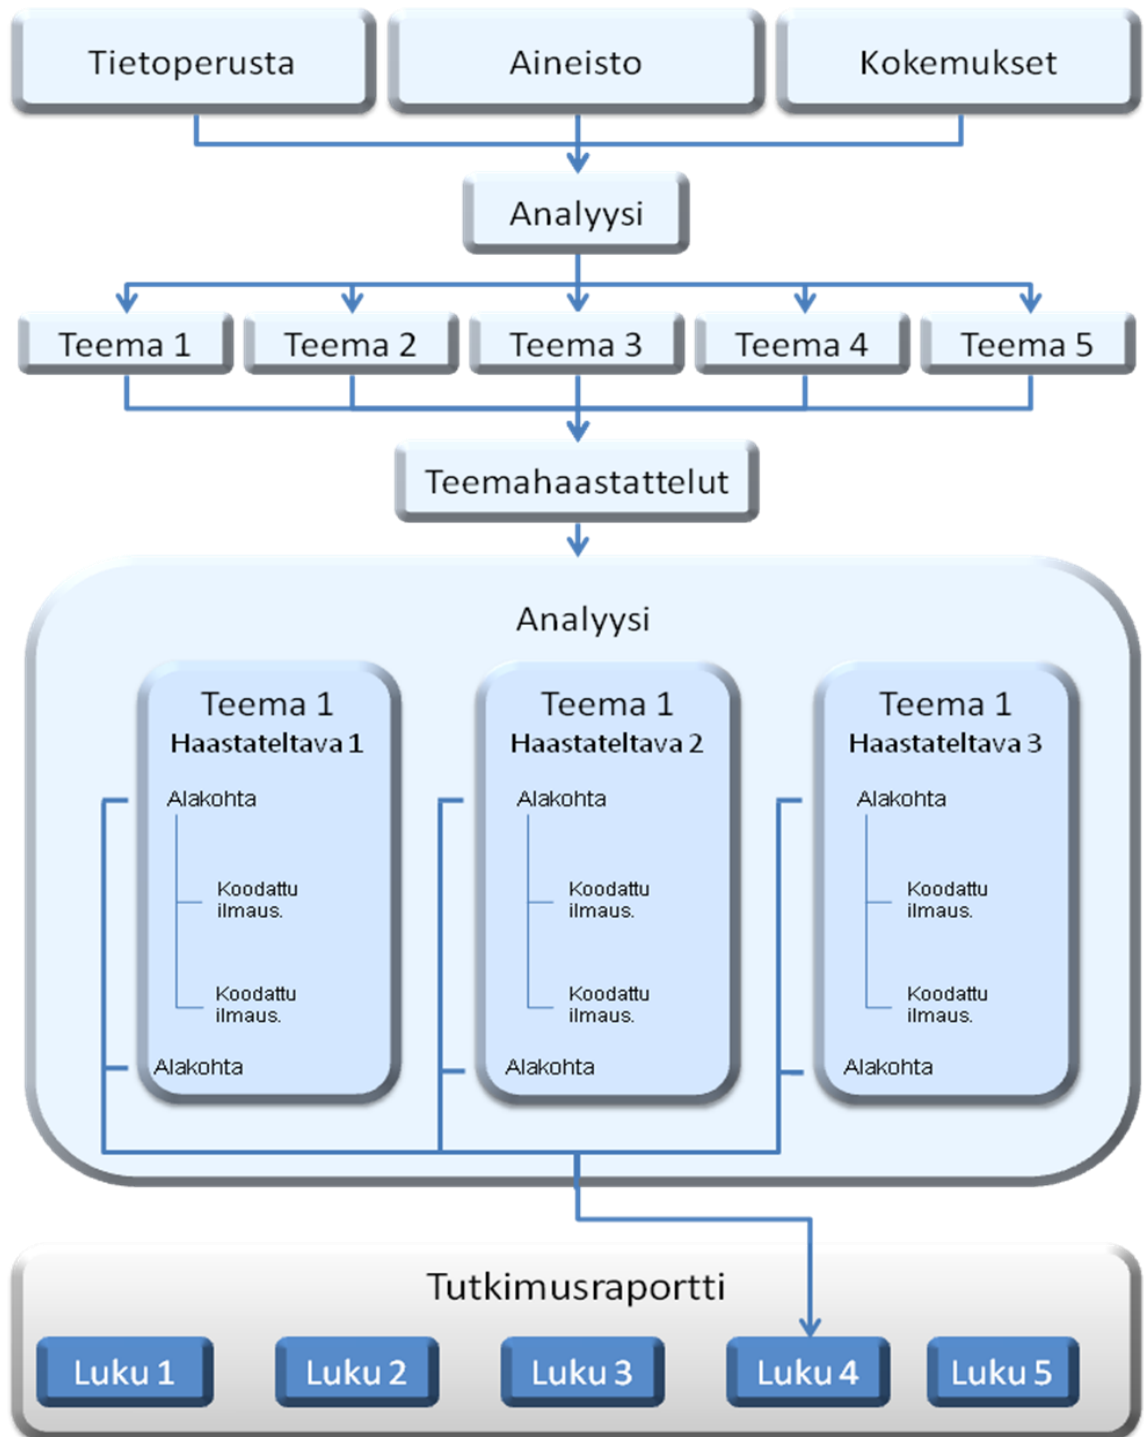 Tietoperusta
Aineisto
Kokemukset
Analyysi
Teema 1
Teema 2
Teema 3
Teema 4
Teema 5
Teemahaastattelut
Analyysi
Teema 1
Haastateltava 1
Alakohta
Koodattu
ilmaus.
Koodattu
ilmaus.
Alakohta
Teema 1
Haastateltava 2
Alakohta
Koodattu
ilmaus.
Koodattu
ilmaus.
Alakohta
Teema 1
Haastateltava 3
Alakohta
Koodattu
ilmaus.
Koodattu
ilmaus.
Alakohta
Tutkimusraportti
Luku 1
Luku 2
Luku 3
Luku 4
Luku 5